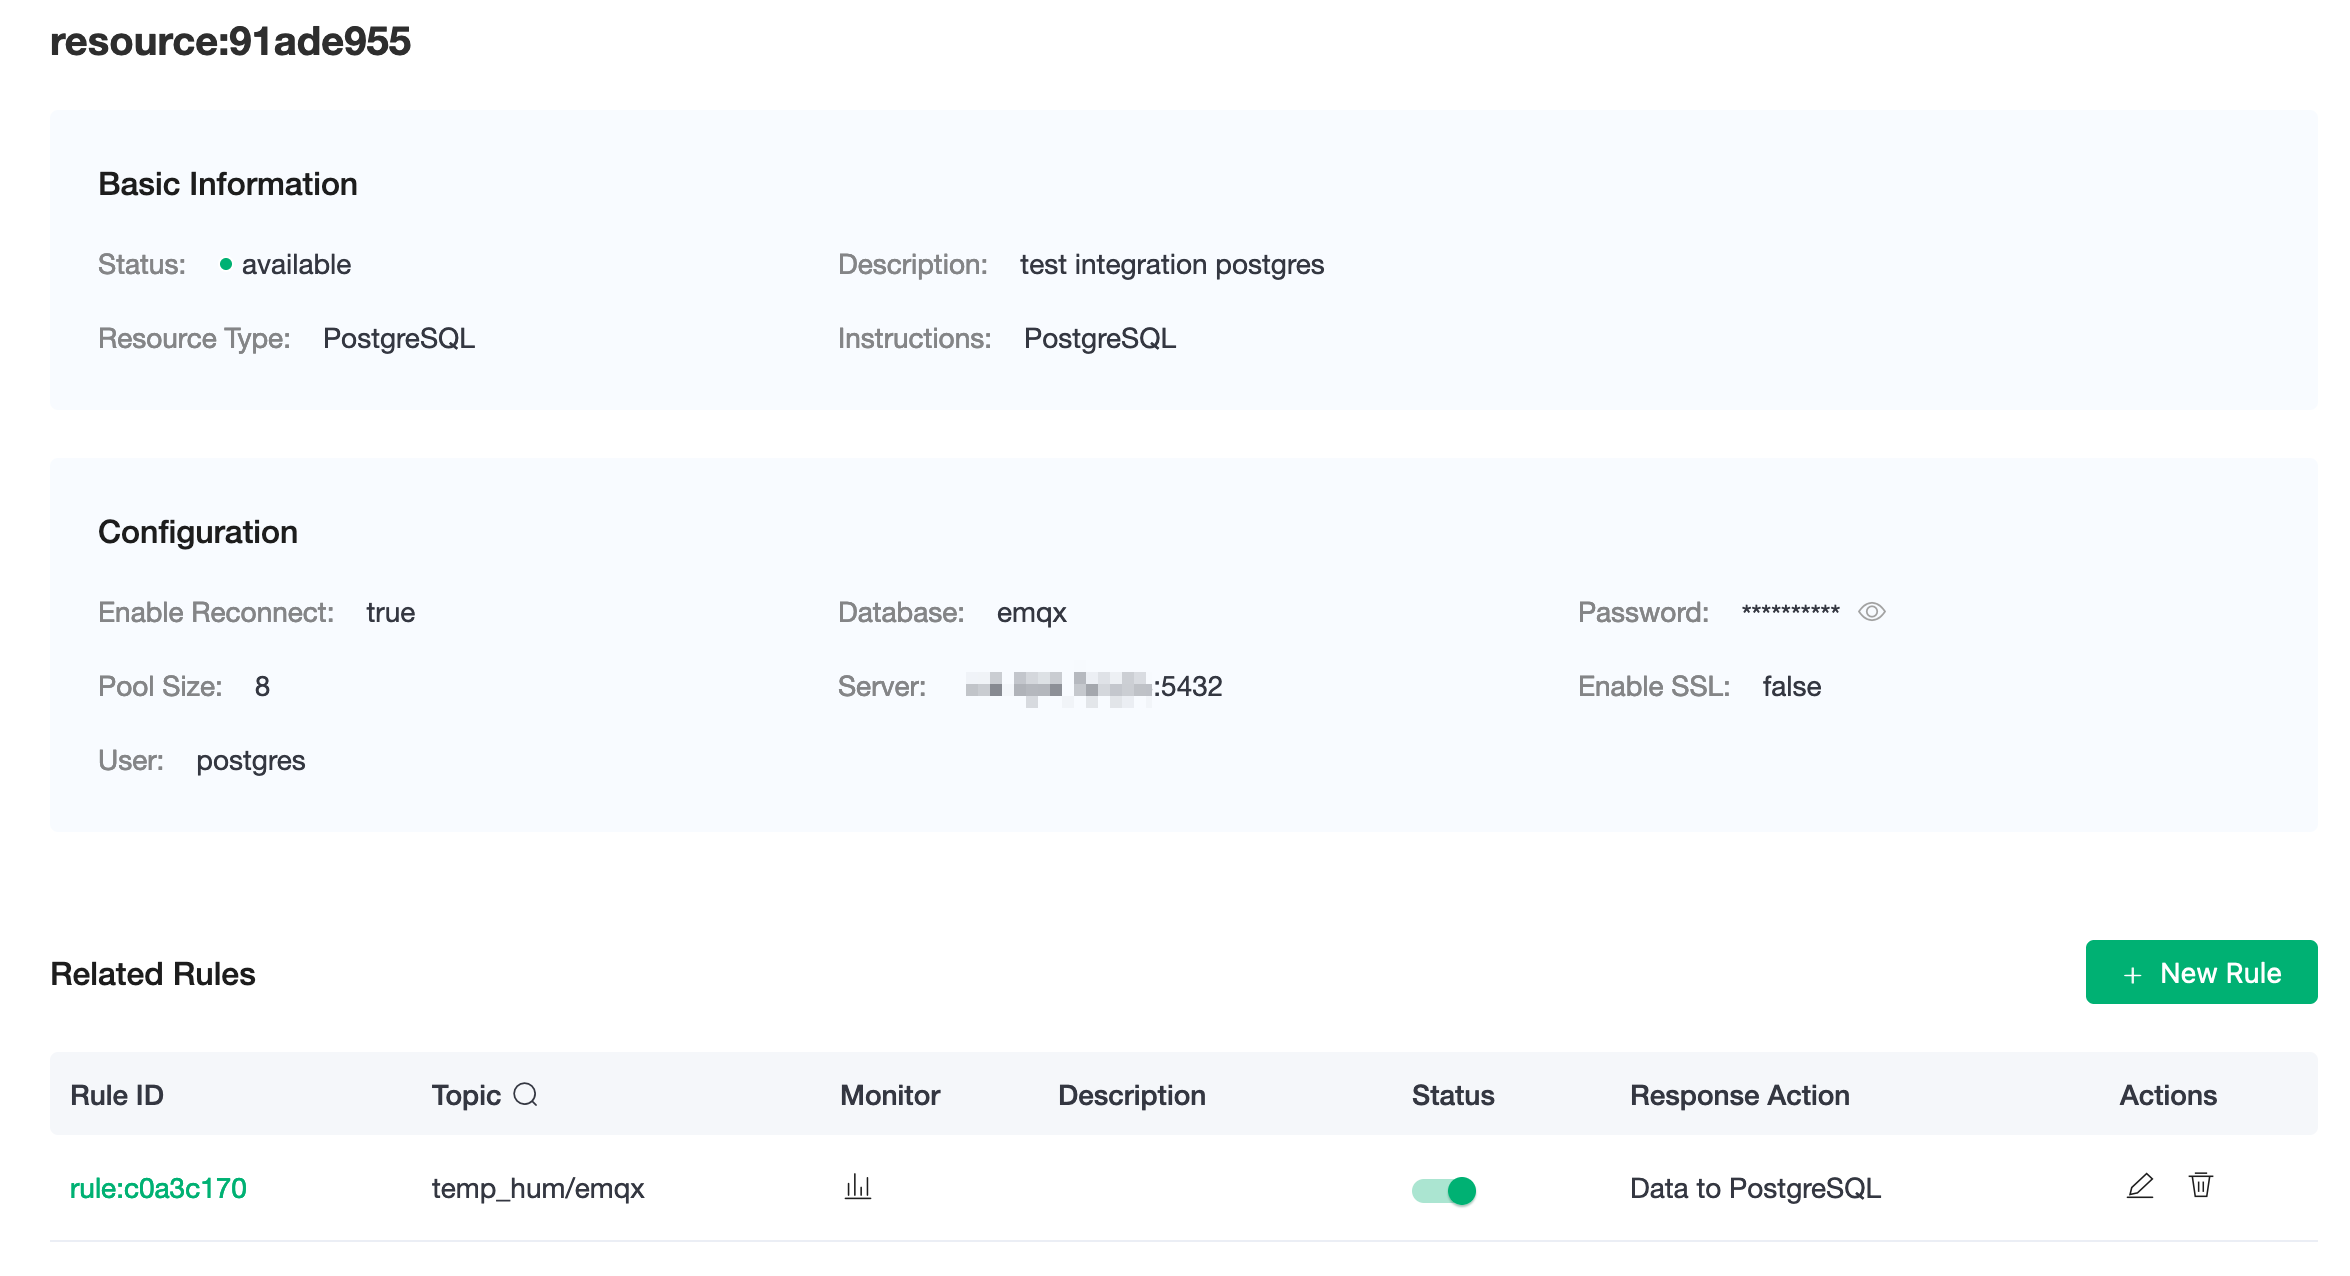 resource:91ade955
Basic Information
Status: available Description: test integration postgres
Resource Type: PostgreSQL Instructions: PostgreSQL
Configuration
Enable Reconnect: true Database: emqx Password: **********
Pool Size: 8 Server: :5432 Enable SSL: false
User: postgres
Related Rules
+ New Rule
Rule ID Topic Monitor Description Status Response Action Actions
rule:c0a3c170 temp_hum/emqx Data to PostgreSQL